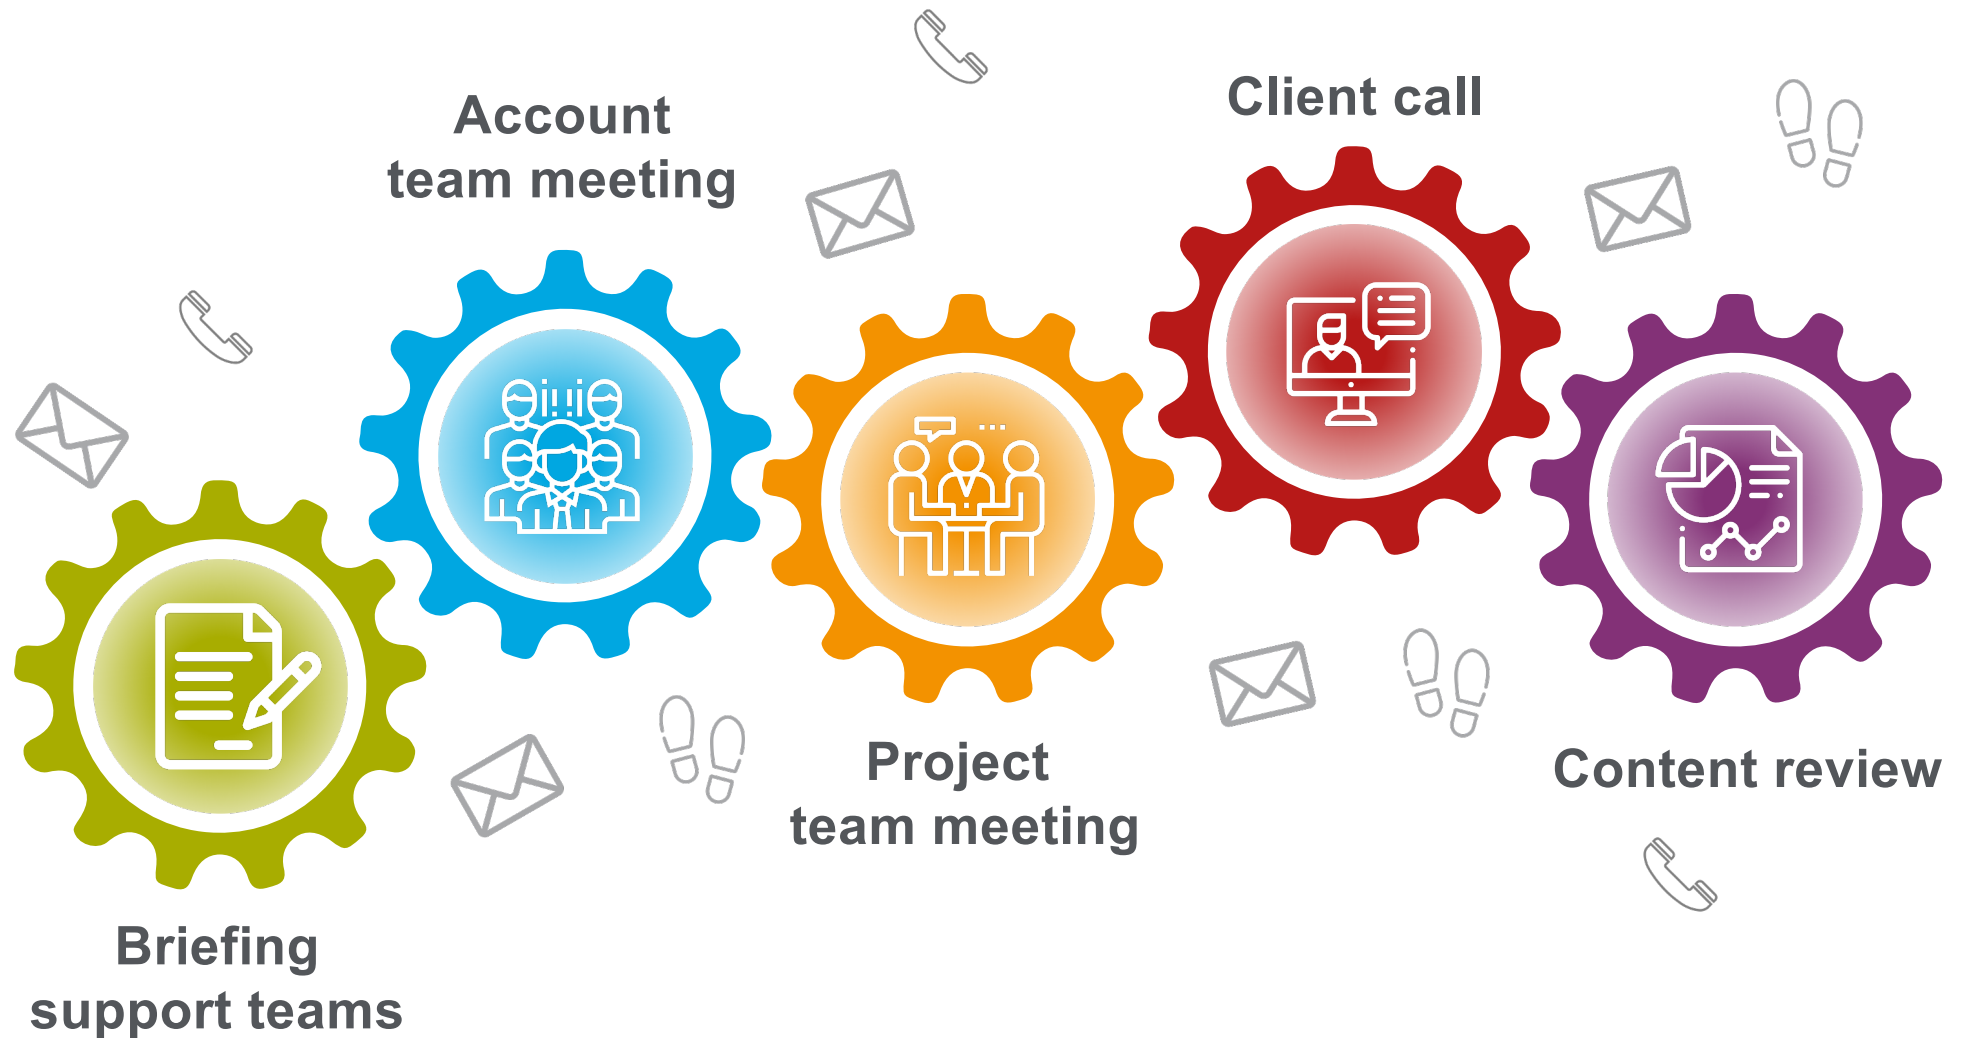 Briefing
support teams
Account
team meeting
Project
team meeting
Client call
Content review